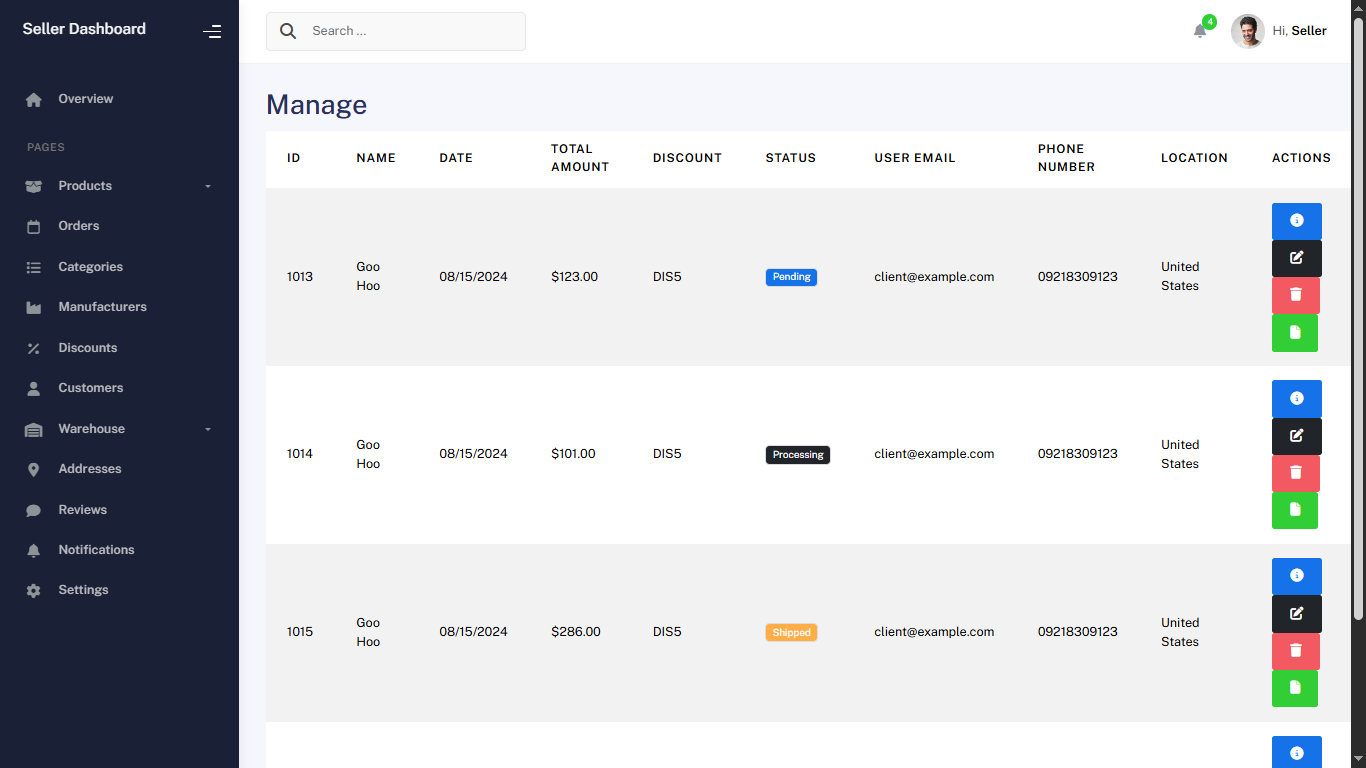 Seller Dashboard
Search ...
4
Hi, Seller
Overview
PAGES
Products
Orders
Categories
Manufacturers
Discounts
Customers
Warehouse
Addresses
Reviews
Notifications
Settings
Manage
ID NAME DATE TOTAL AMOUNT DISCOUNT STATUS USER EMAIL PHONE NUMBER LOCATION ACTIONS
1013 Goo Hoo 08/15/2024 $123.00 DIS5 Pending client@example.com 09218309123 United States
1014 Goo Hoo 08/15/2024 $101.00 DIS5 Processing client@example.com 09218309123 United States
1015 Goo Hoo 08/15/2024 $286.00 DIS5 Shipped client@example.com 09218309123 United States